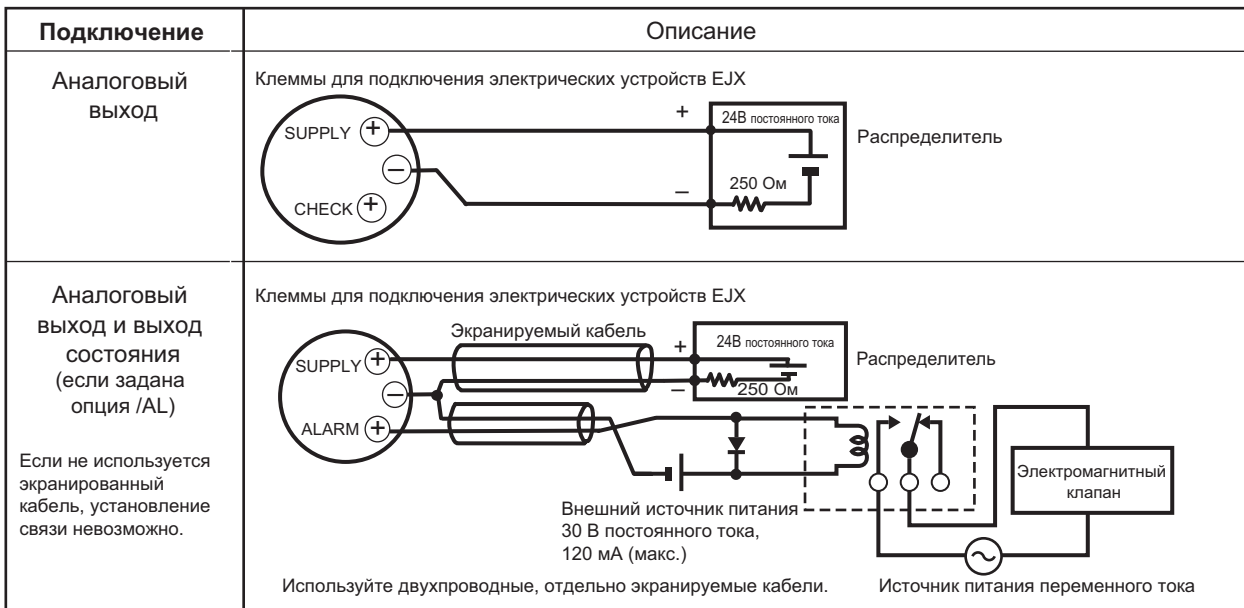 Подключение
Описание
Аналоговый
выход
Клеммы для подключения электрических устройств EJX
SUPPLY +
−
CHECK +
+
−
24В постоянного тока
250 Ом
Распределитель
Аналоговый
выход и выход
состояния
(если задана
опция /AL)
Если не используется
экранированный
кабель, установление
связи невозможно.
Клеммы для подключения электрических устройств EJX
Экранируемый кабель
SUPPLY +
−
ALARM +
+
−
24В постоянного тока
250 Ом
Распределитель
Внешний источник питания
30 В постоянного тока,
120 мА (макс.)
Электромагнитный
клапан
Используйте двухпроводные, отдельно экранируемые кабели.
Источник питания переменного тока